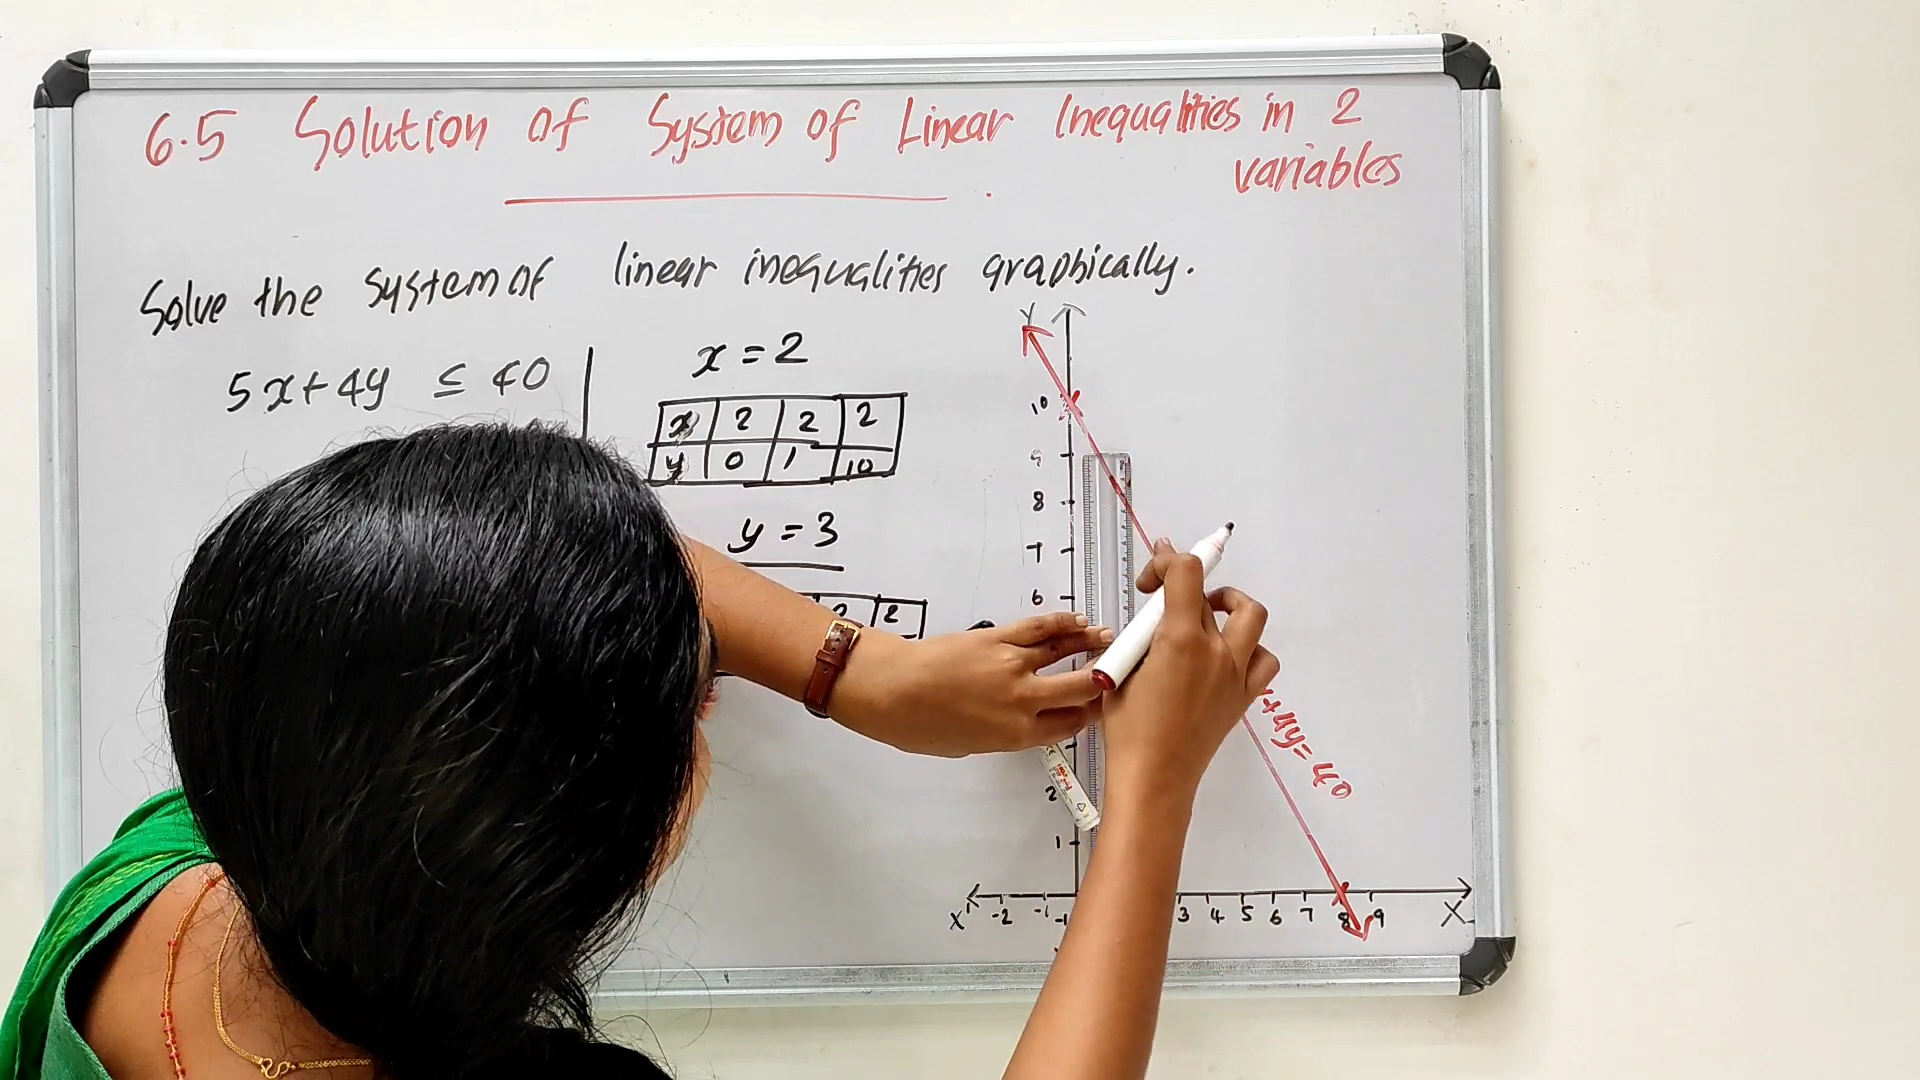 6.5 Solution of System of Linear Inequalities in 2
variables
Solve the system of linear inequalities graphically.
5x+4y ≤ 40
x = 2
x 2 2 2
y 0 1 10
y = 3
2
Y
10
9
8
7
6
2
1
+4y= 40
X' -2 -1 3 4 5 6 7 8 9 X
-1